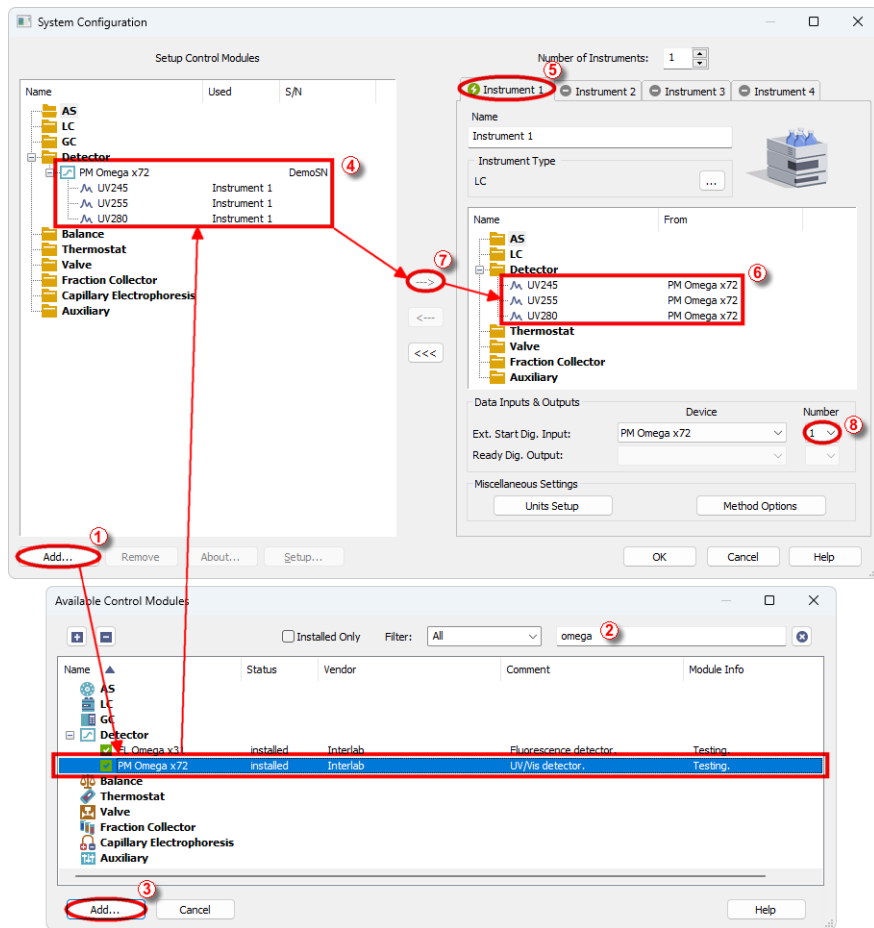 System Configuration
Setup Control Modules
Number of Instruments: 1
⑤
Name Used S/N
AS
LC
GC
Detector
PM Omega x72 DemoSN
UV245 Instrument 1
UV255 Instrument 1
UV280 Instrument 1
④
Balance
Thermostat
Valve
Fraction Collector
Capillary Electrophoresis
Auxiliary
⑦
--->
<---
<<<
Instrument 1 Instrument 2 Instrument 3 Instrument 4
Name
Instrument 1
Instrument Type
LC ...
Name From
AS
LC
Detector
UV245 PM Omega x72
UV255 PM Omega x72
UV280 PM Omega x72
⑥
Thermostat
Valve
Fraction Collector
Auxiliary
Data Inputs & Outputs
Device Number
Ext. Start Dig. Input: PM Omega x72 1 ⑧
Ready Dig. Output:
Miscellaneous Settings
Units Setup Method Options
①
Add... Remove About... Setup...
OK Cancel Help
Available Control Modules
Installed Only Filter: All omega ②
Name Status Vendor Comment Module Info
AS
LC
GC
Detector
FL Omega x31 installed Interlab Fluorescence detector. Testing.
PM Omega x72 installed Interlab UV/Vis detector. Testing.
Balance
Thermostat
Valve
Fraction Collector
Capillary Electrophoresis
Auxiliary
③
Add... Cancel Help